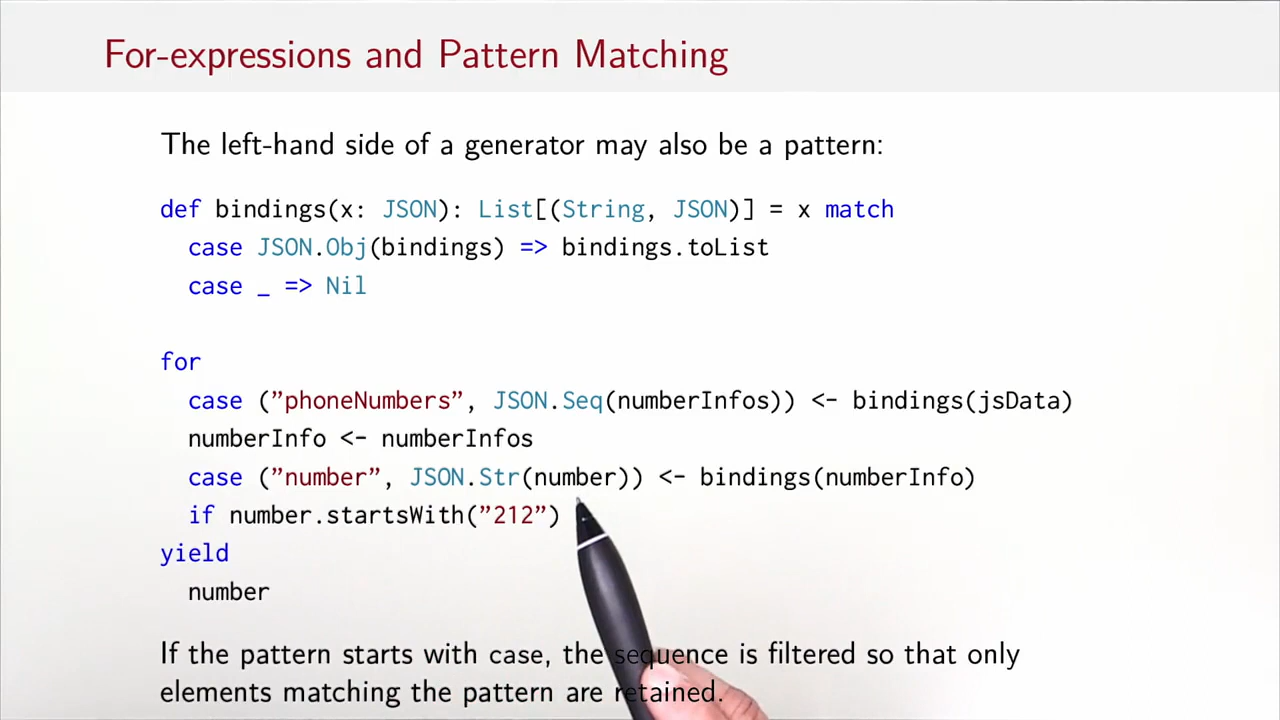 For-expressions and Pattern Matching
The left-hand side of a generator may also be a pattern:
def bindings(x: JSON): List[(String, JSON)] = x match
case JSON.Obj(bindings) => bindings.toList
case _ => Nil
for
case ("phoneNumbers", JSON.Seq(numberInfos)) <- bindings(jsData)
numberInfo <- numberInfos
case ("number", JSON.Str(number)) <- bindings(numberInfo)
if number.startsWith("212")
yield
number
If the pattern starts with case, the sequence is filtered so that only
elements matching the pattern are retained.